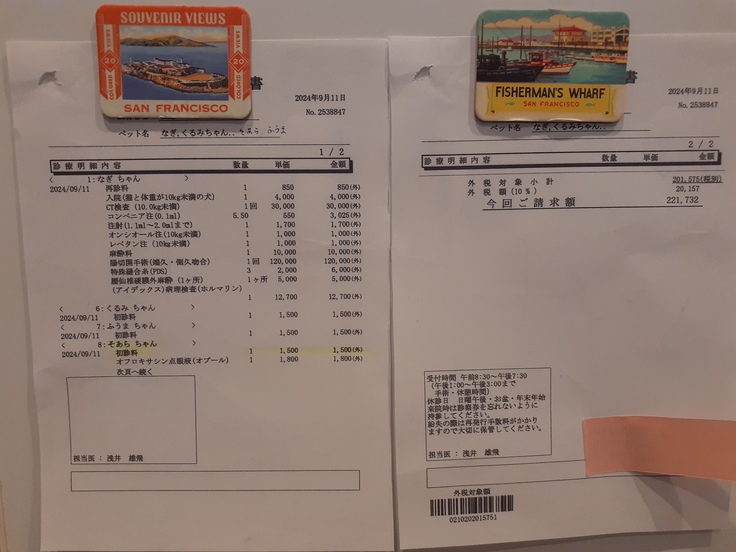 SOUVENIR VIEWS
20
20
SAN FRANCISCO
書
2024年9月11日
No. 2538847
ペット名 なぎ,くるみちゃん,. そあら、ふうま
1 / 2
診療明細内容 数量 単価 金額
< 1:なぎ ちゃん >
2024/09/11 再診料 1 850 850(外)
入院(猫と体重が10kg未満の犬) 1 4,000 4,000(外)
CT検査 (10.0kg未満) 1回 30,000 30,000(外)
コンベニア注(0.1ml) 5.50 550 3,025(外)
注射(1.1ml~2.0mlまで) 1 1,700 1,700(外)
オンシオール注(10kg未満) 1 1,000 1,000(外)
レペタン注 (10kg未満) 1 1,000 1,000(外)
麻酔料 1 10,000 10,000(外)
腸切開手術(端久・側久吻合) 1回 120,000 120,000(外)
特殊縫合糸(PDS) 3 2,000 6,000(外)
腰仙椎硬膜外麻酔 (1ヶ所) 1ヶ所 5,000 5,000(外)
(アイデックス)病理検査(ホルマリン)
1 12,700 12,700(外)
< 6:くるみ ちゃん >
2024/09/11 初診料 1 1,500 1,500(外)
< 7:ふうま ちゃん >
2024/09/11 初診料 1 1,500 1,500(外)
< 8:そあら ちゃん >
2024/09/11 初診料 1 1,500 1,500(外)
オフロキサシン点眼液(オプール) 1 1,800 1,800(外)
次頁へ続く
担当医 : 浅井 雄飛
FISHERMAN'S WHARF
SAN FRANCISCO
書
2024年9月11日
No. 2538847
ペット名 なぎ,くるみちゃん,.
2 / 2
診療明細内容 数量 単価 金額
外税対象小計 201,575(税別)
外税額(10%) 20,157
今回ご請求額 221,732
受付時間 午前8:30~午後7:30
(午後1:00~午後3:00まで
手術・休憩時間)
休診日 日曜午後・お盆・年末年始
来院時は診察券を忘れないように
持参してください。
紛失の際は再発行手数料がかかり
ますので大切に保管してください。
担当医 : 浅井 雄飛
外税対象額
0210202015751